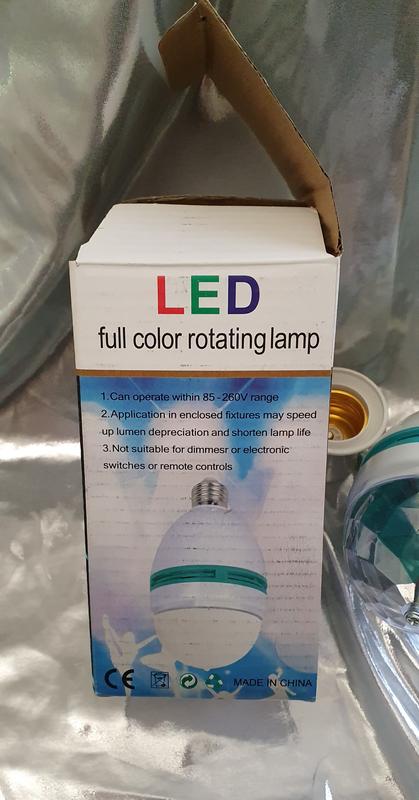 LED
full color rotating lamp
1.Can operate within 85-260V range
2.Application in enclosed fixtures may speed
up lumen depreciation and shorten lamp life
3.Not suitable for dimmesr or electronic
switches or remote controls
CE
MADE IN CHINA